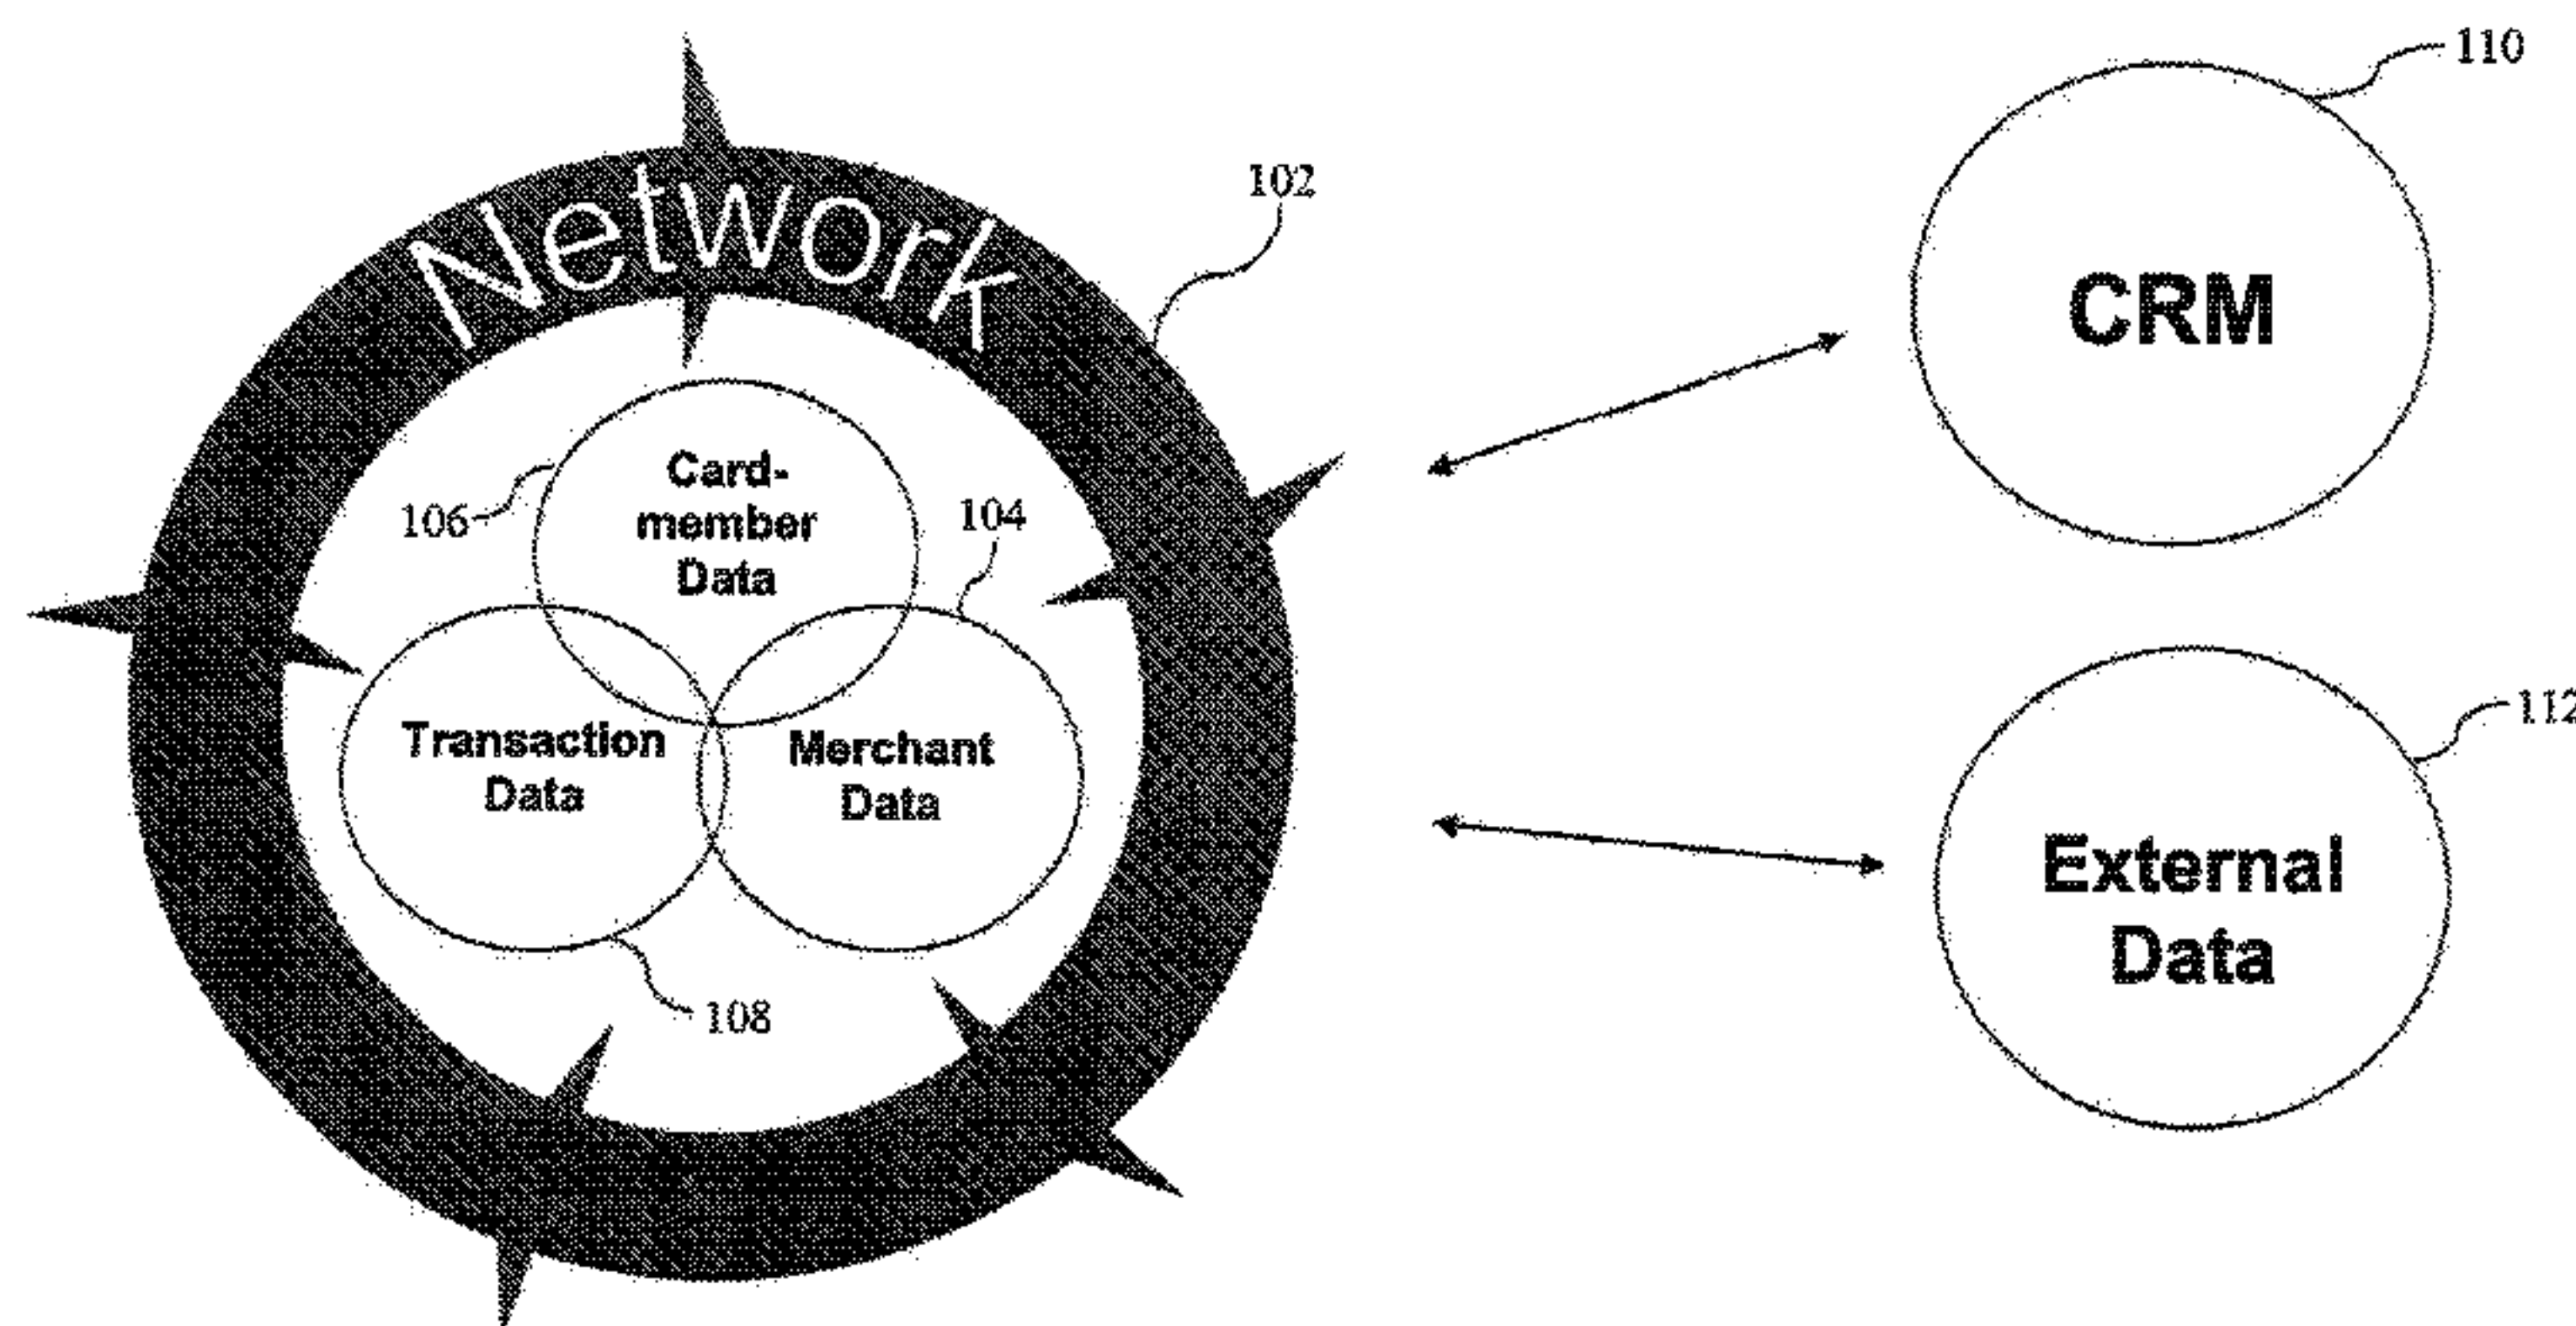 110
102
Network
CRM
106
Card-
member
Data
104
112
Transaction
Data
Merchant
Data
External
Data
108